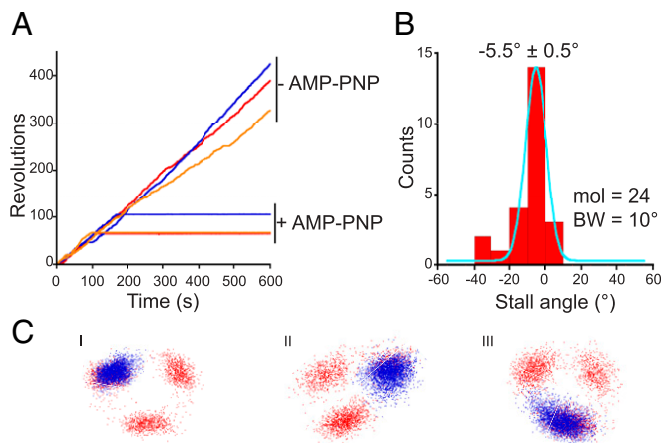 A
Revolutions
400
300
200
100
0
0 100 200 300 400 500 600
Time (s)
- AMP-PNP
+ AMP-PNP
B
-5.5° ± 0.5°
Counts
15
10
5
0
mol = 24
BW = 10°
-60 -40 -20 0 20 40 60
Stall angle (°)
C
I
II
III